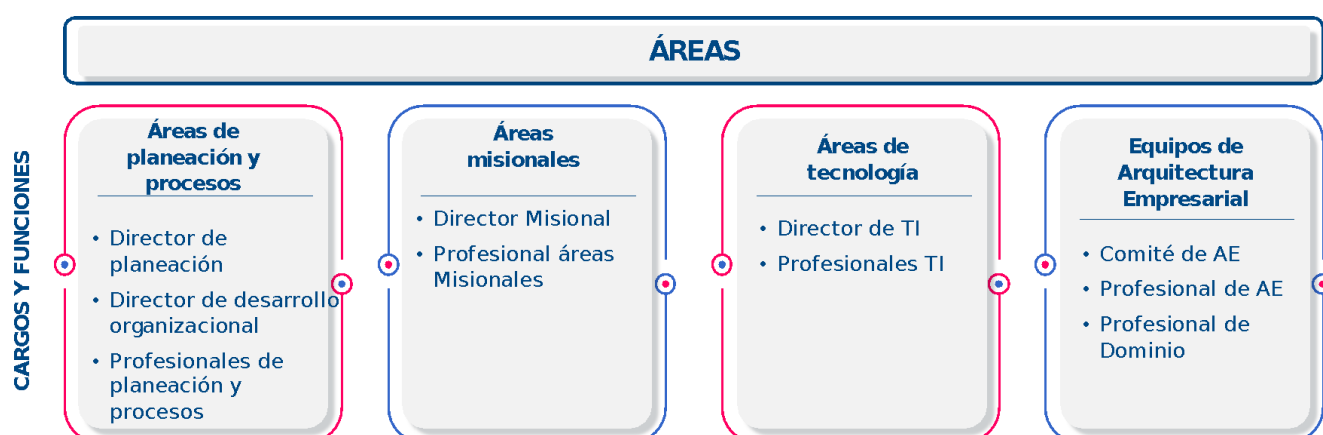 ÁREAS
CARGOS Y FUNCIONES
Áreas de
planeación y
procesos
• Director de
planeación
• Director de desarrollo
organizacional
• Profesionales de
planeación y
procesos
Áreas
misionales
• Director Misional
• Profesional áreas
Misionales
Áreas de
tecnología
• Director de TI
• Profesionales TI
Equipos de
Arquitectura
Empresarial
• Comité de AE
• Profesional de AE
• Profesional de
Dominio